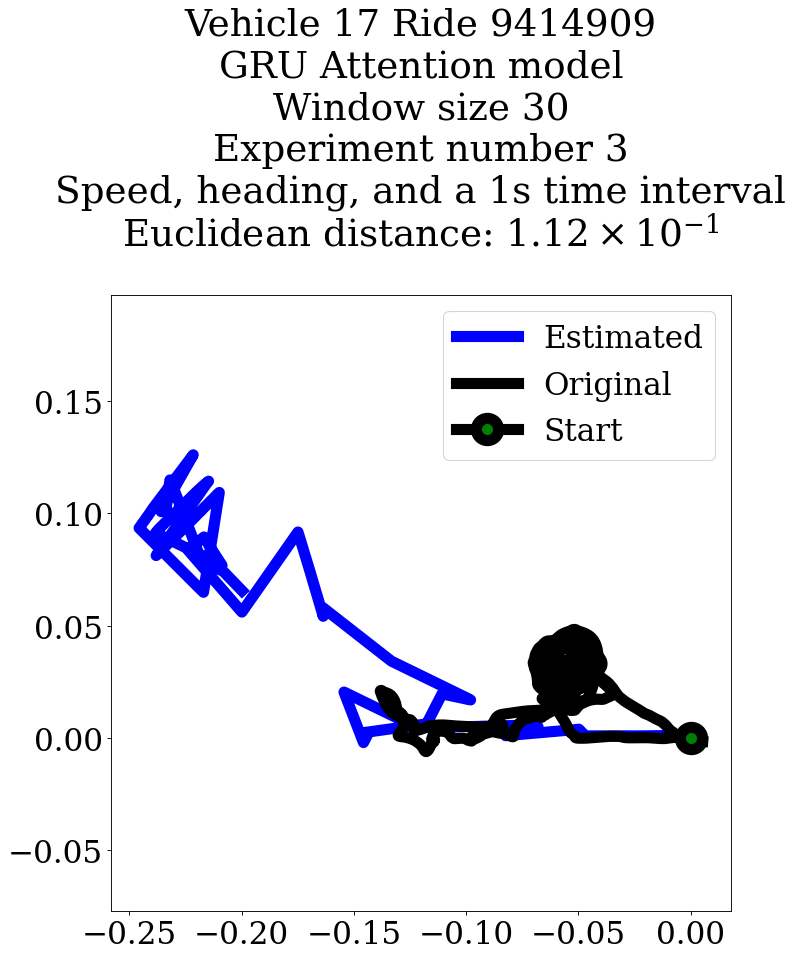 Vehicle 17 Ride 9414909
GRU Attention model
Window size 30
Experiment number 3
Speed, heading, and a 1s time interval
Euclidean distance: 1.12 × 10⁻¹
Estimated
Original
Start
0.15
0.10
0.05
0.00
−0.05
−0.25 −0.20 −0.15 −0.10 −0.05 0.00